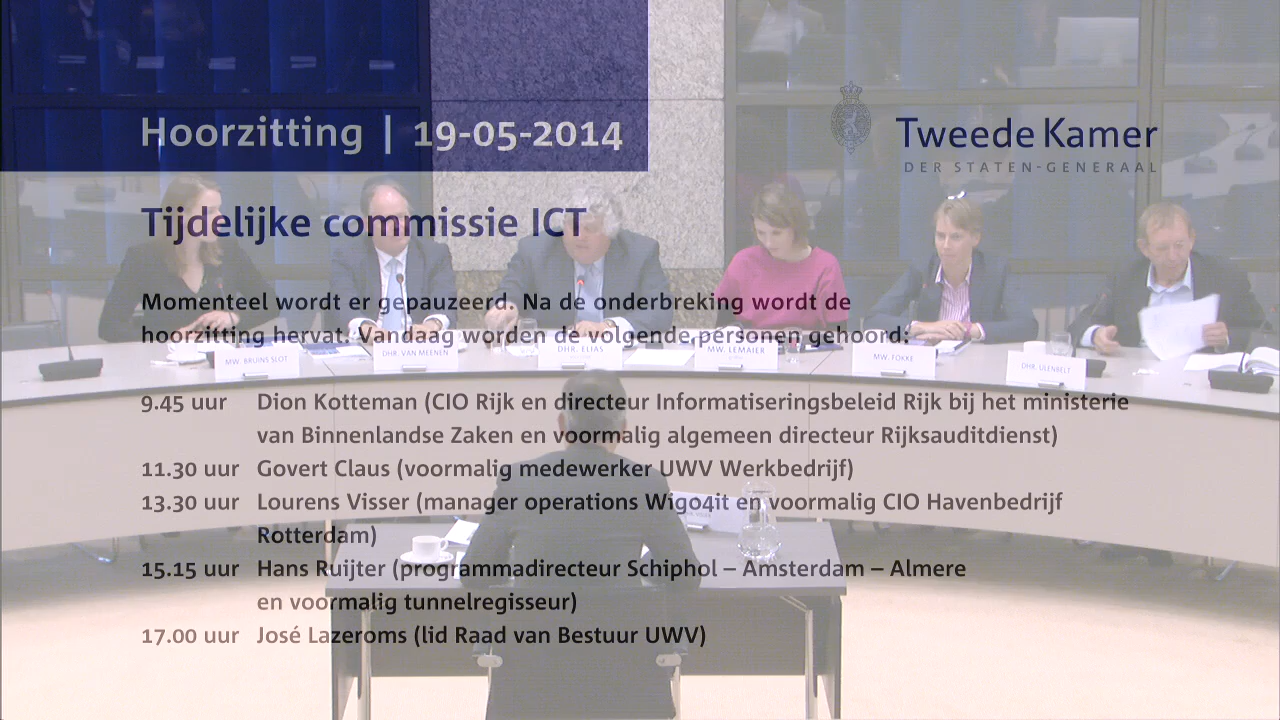 Hoorzitting | 19-05-2014
Tweede Kamer
DER STATEN-GENERAAL
Tijdelijke commissie ICT
Momenteel wordt er gepauzeerd. Na de onderbreking wordt de
hoorzitting hervat. Vandaag worden de volgende personen gehoord:
MW. BRUINS SLOT
DHR. VAN MEENEN
DHR. ELIAS
MW. LEMAIER
MW. FOKKE
DHR. ULENBELT
9.45 uur Dion Kotteman (CIO Rijk en directeur Informatiseringsbeleid Rijk bij het ministerie
van Binnenlandse Zaken en voormalig algemeen directeur Rijksauditdienst)
11.30 uur Govert Claus (voormalig medewerker UWV Werkbedrijf)
13.30 uur Lourens Visser (manager operations Wigo4it en voormalig CIO Havenbedrijf
Rotterdam)
15.15 uur Hans Ruijter (programmadirecteur Schiphol – Amsterdam – Almere
en voormalig tunnelregisseur)
17.00 uur José Lazeroms (lid Raad van Bestuur UWV)